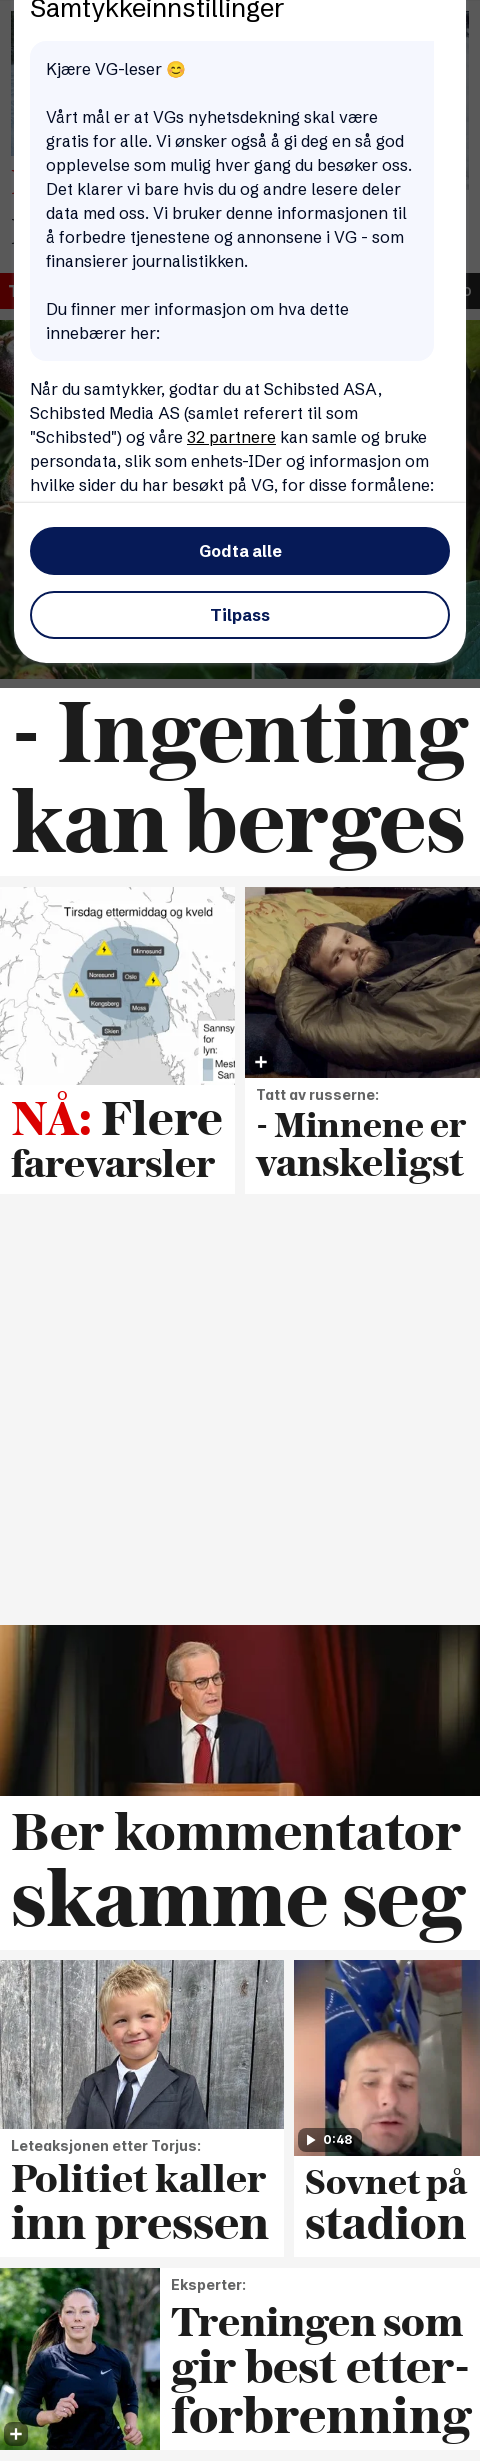 Samtykkeinnstillinger
Kjære VG-leser 😊
Vårt mål er at VGs nyhetsdekning skal være
gratis for alle. Vi ønsker også å gi deg en så god
opplevelse som mulig hver gang du besøker oss.
Det klarer vi bare hvis du og andre lesere deler
data med oss. Vi bruker denne informasjonen til
å forbedre tjenestene og annonsene i VG - som
finansierer journalistikken.
Du finner mer informasjon om hva dette
innebærer her:
Når du samtykker, godtar du at Schibsted ASA,
Schibsted Media AS (samlet referert til som
"Schibsted") og våre 32 partnere kan samle og bruke
persondata, slik som enhets-IDer og informasjon om
hvilke sider du har besøkt på VG, for disse formålene:
Godta alle
Tilpass
- Ingenting
kan berges
Tirsdag ettermiddag og kveld
Minnesund
Noresund
Oslo
Kongsberg
Moss
Skien
Sannsy
for
lyn:
Mest
San
NÅ: Flere
farevarsler
Tatt av russerne:
- Minnene er
vanskeligst
Ber kommentator
skamme seg
0:48
Leteaksjonen etter Torjus:
Politiet kaller
inn pressen
Sovnet på
stadion
Eksperter:
Treningen som
gir best etter-
forbrenning